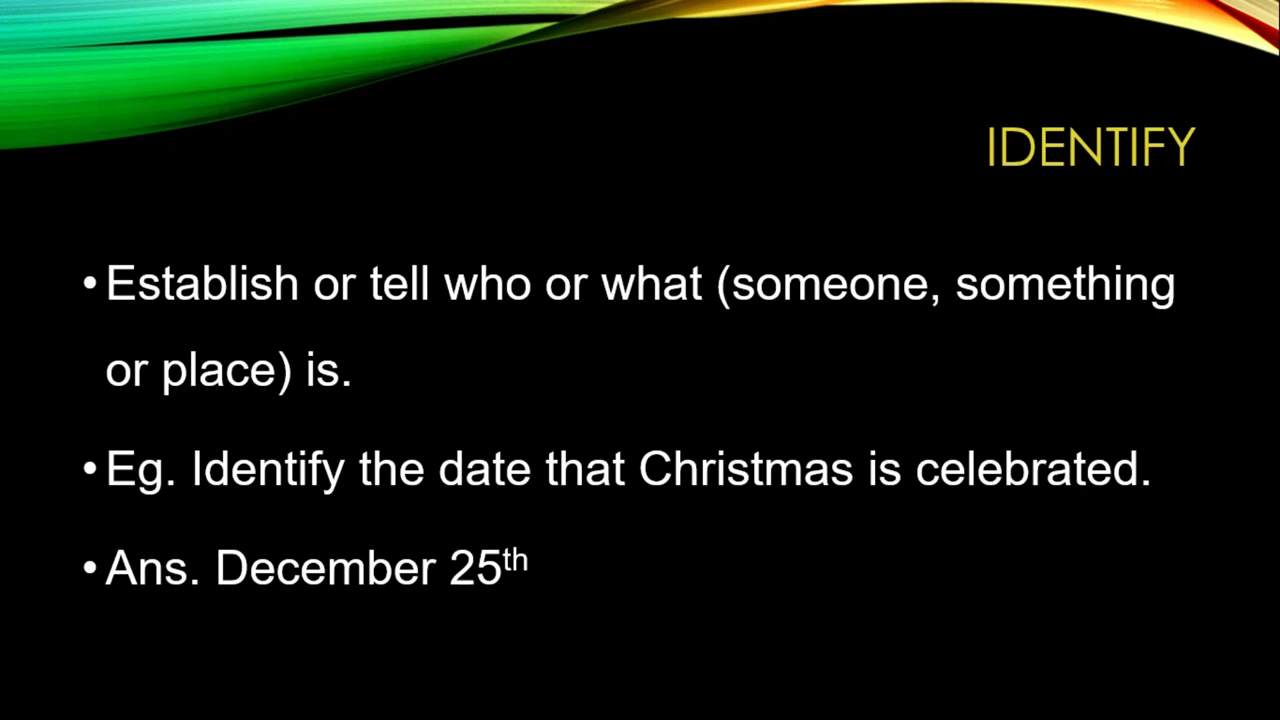 IDENTIFY
•Establish or tell who or what (someone, something
or place) is.
•Eg. Identify the date that Christmas is celebrated.
•Ans. December 25th